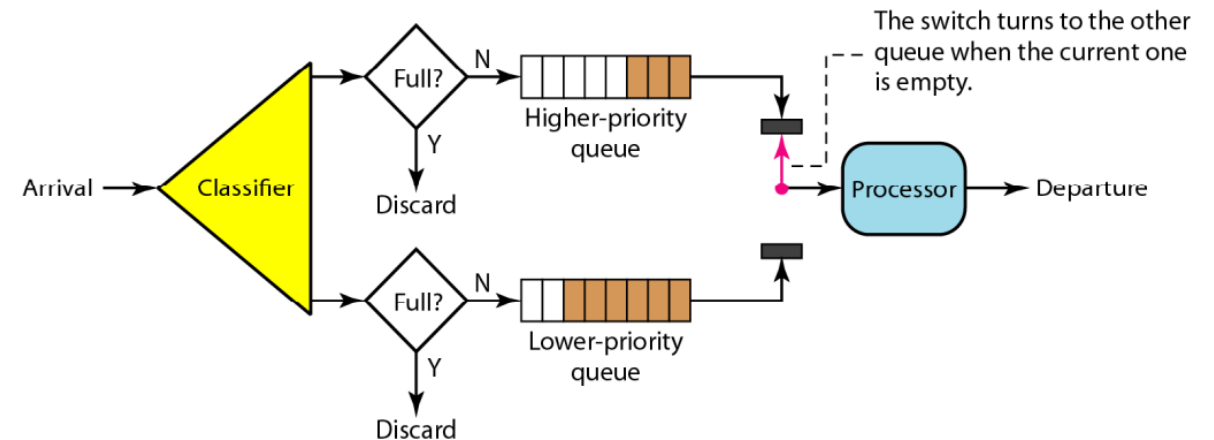 The switch turns to the other
queue when the current one
is empty.
Full?
N
Y
Discard
Higher-priority
queue
Arrival
Classifier
Processor
Departure
Full?
N
Y
Discard
Lower-priority
queue